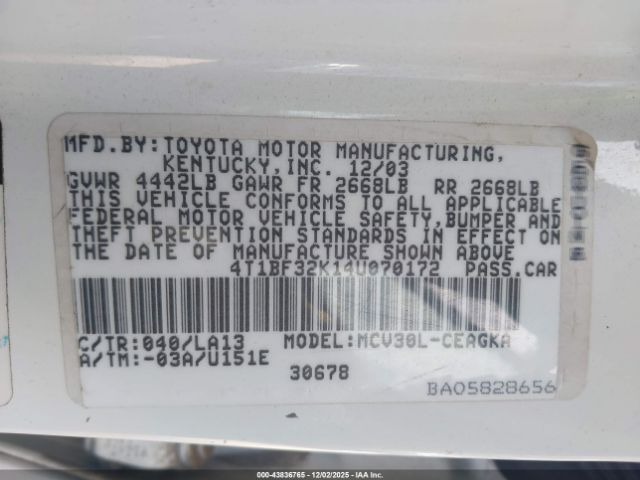 MFD.BY:TOYOTA MOTOR MANUFACTURING,
KENTUCKY,INC. 12/03
GVWR 4442LB GAWR FR 2668LB RR 2668LB
THIS VEHICLE CONFORMS TO ALL APPLICABLE
FEDERAL MOTOR VEHICLE SAFETY,BUMPER AND
THEFT PREVENTION STANDARDS IN EFFECT ON
THE DATE OF MANUFACTURE SHOWN ABOVE
4T1BF32K14U070172 PASS.CAR
C/TR:040/LA13 MODEL:MCV30L-CEAGKA
A/TM:-03A/U151E
30678
BA05828656
© IAA - 43836765 - 12/02/2025 - © IAA HOLDINGS, LLC